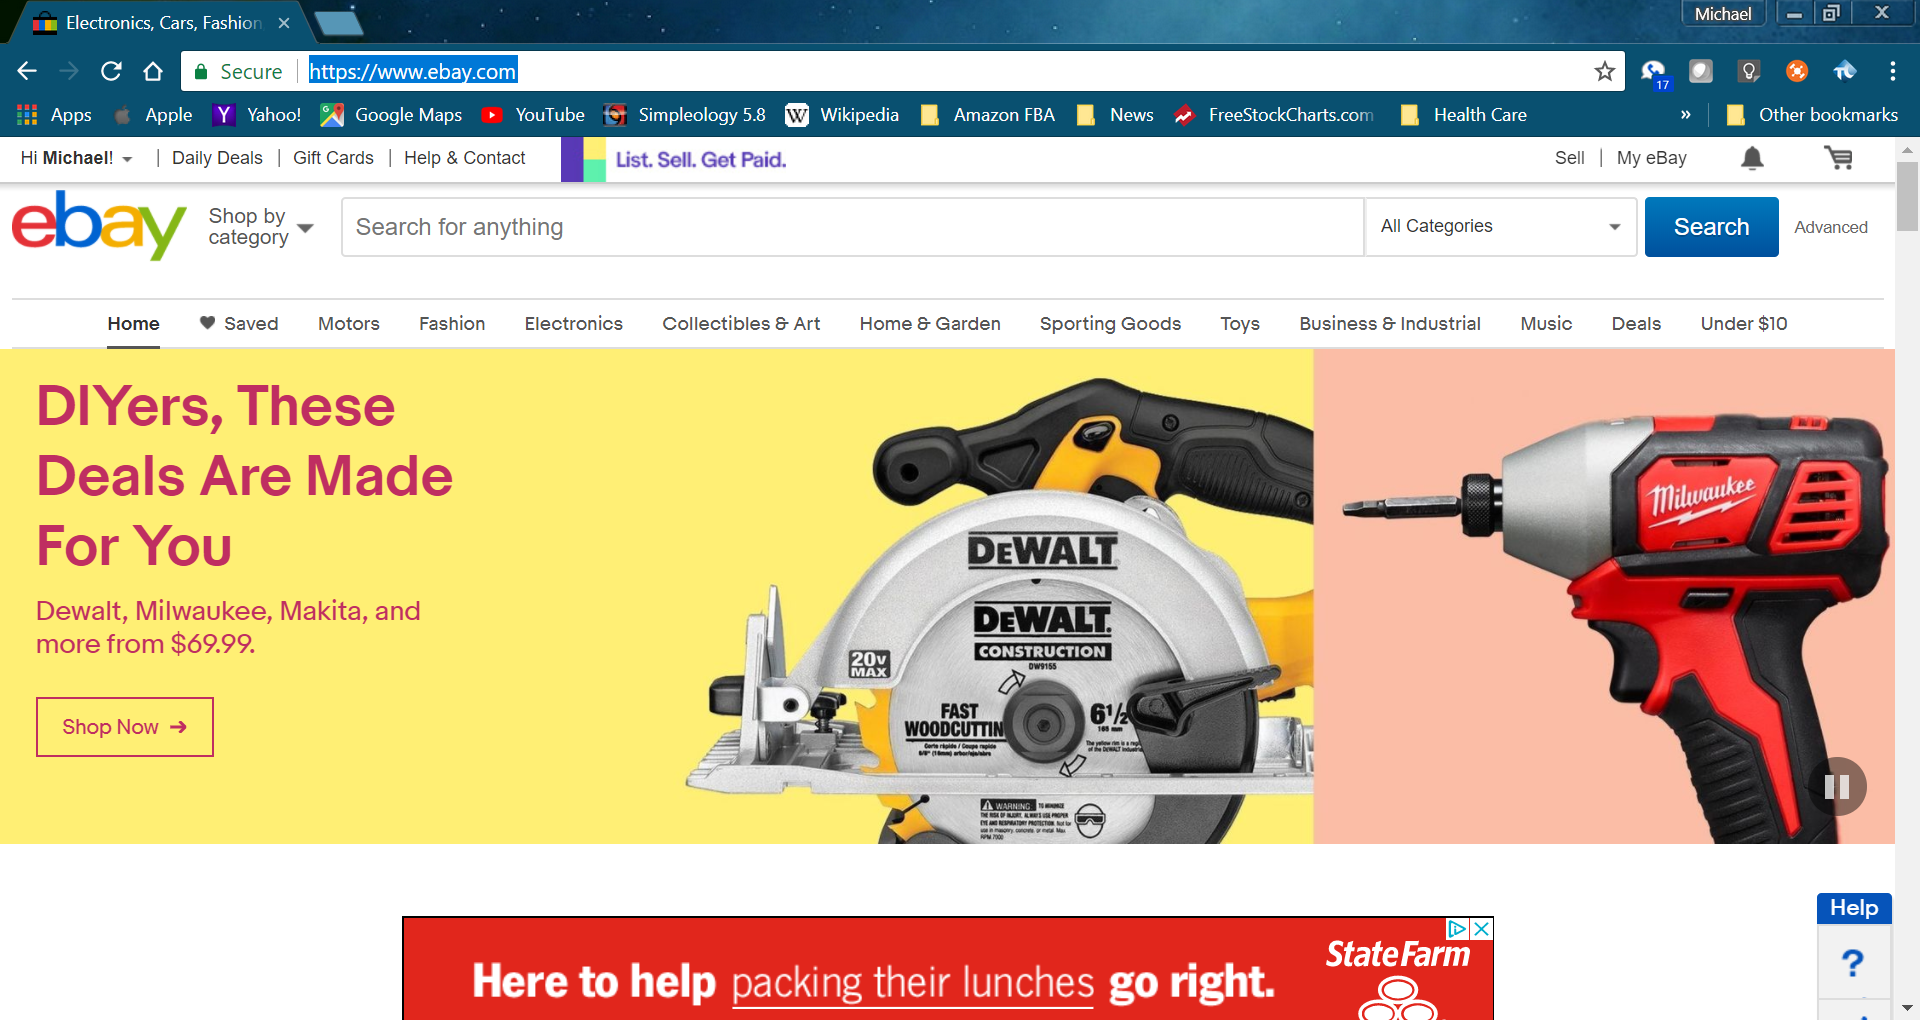 Electronics, Cars, Fashion
Michael
Secure
https://www.ebay.com
17
Apps
Apple
Yahoo!
Google Maps
YouTube
Simpleology 5.8
Wikipedia
Amazon FBA
News
FreeStockCharts.com
Health Care
»
Other bookmarks
Hi Michael! | Daily Deals | Gift Cards | Help & Contact
List. Sell. Get Paid.
Sell | My eBay
ebay
Shop by
category
Search for anything
All Categories
Search
Advanced
Home Saved Motors Fashion Electronics Collectibles & Art Home & Garden Sporting Goods Toys Business & Industrial Music Deals Under $10
DIYers, These
Deals Are Made
For You
Dewalt, Milwaukee, Makita, and
more from $69.99.
Shop Now →
DEWALT
DEWALT.
CONSTRUCTION
DW9155
20V
MAX
FAST
WOODCUTTIN
6 1/2
165 mm
WARNING
Milwaukee
Here to help packing their lunches go right.
StateFarm
Help
?